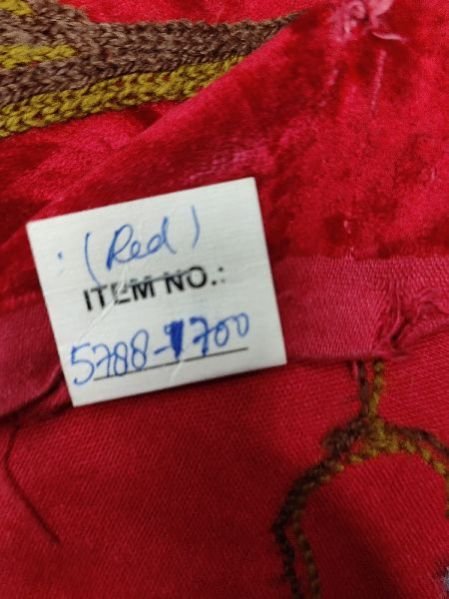 : (Red)
ITEM NO.:
5788-1700